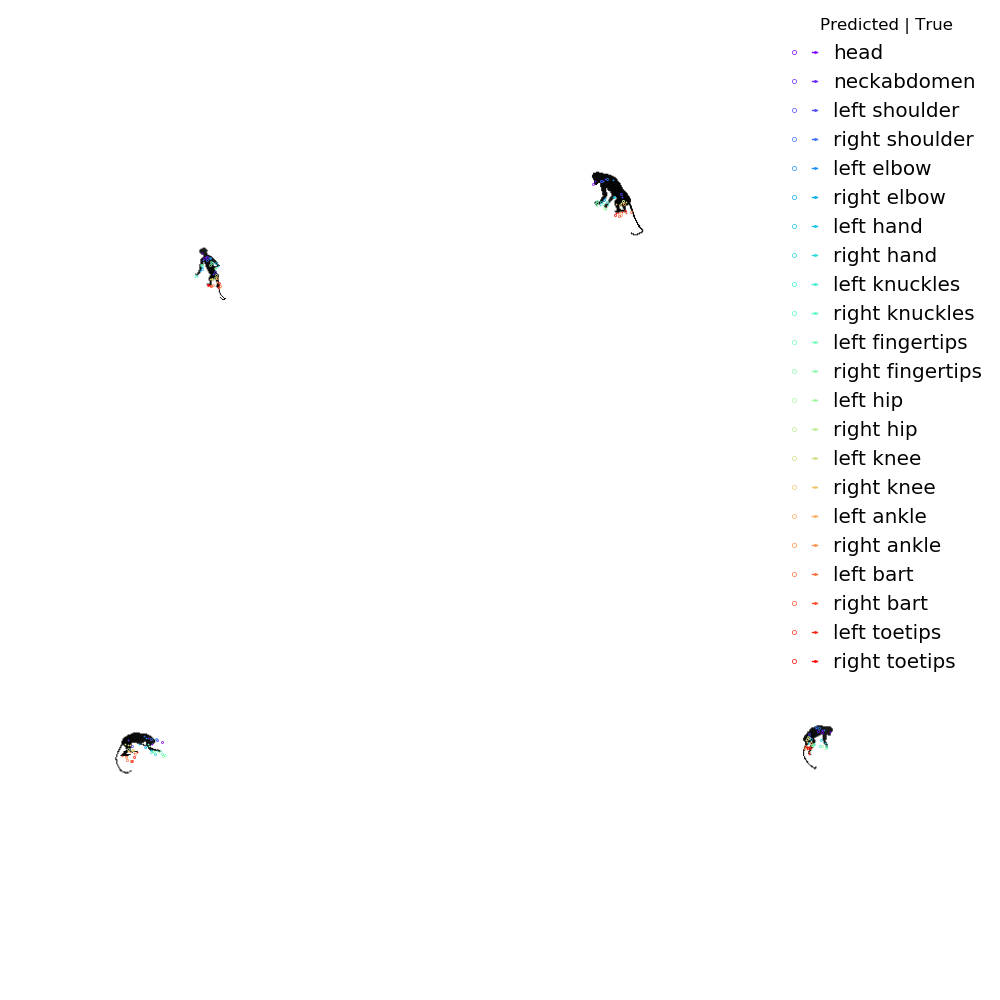 Predicted | True
head
neckabdomen
left shoulder
right shoulder
left elbow
right elbow
left hand
right hand
left knuckles
right knuckles
left fingertips
right fingertips
left hip
right hip
left knee
right knee
left ankle
right ankle
left bart
right bart
left toetips
right toetips